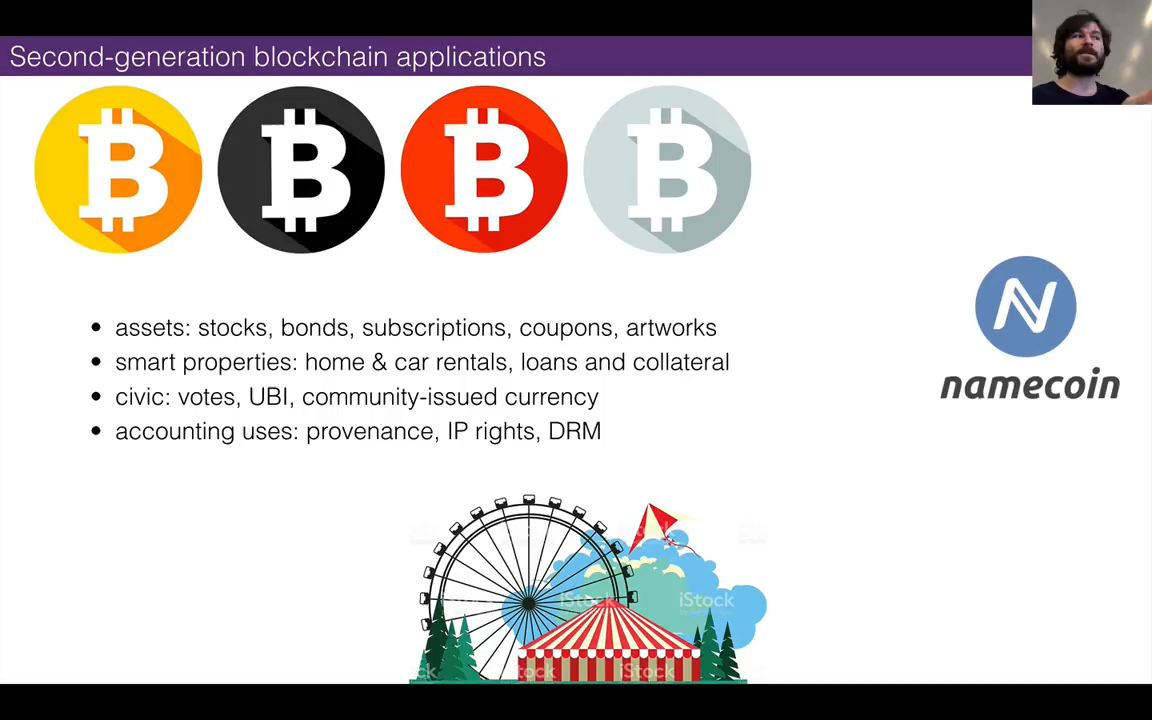 Second-generation blockchain applications
• assets: stocks, bonds, subscriptions, coupons, artworks
• smart properties: home & car rentals, loans and collateral
• civic: votes, UBI, community-issued currency
• accounting uses: provenance, IP rights, DRM
namecoin
iStock
iStock
iStock